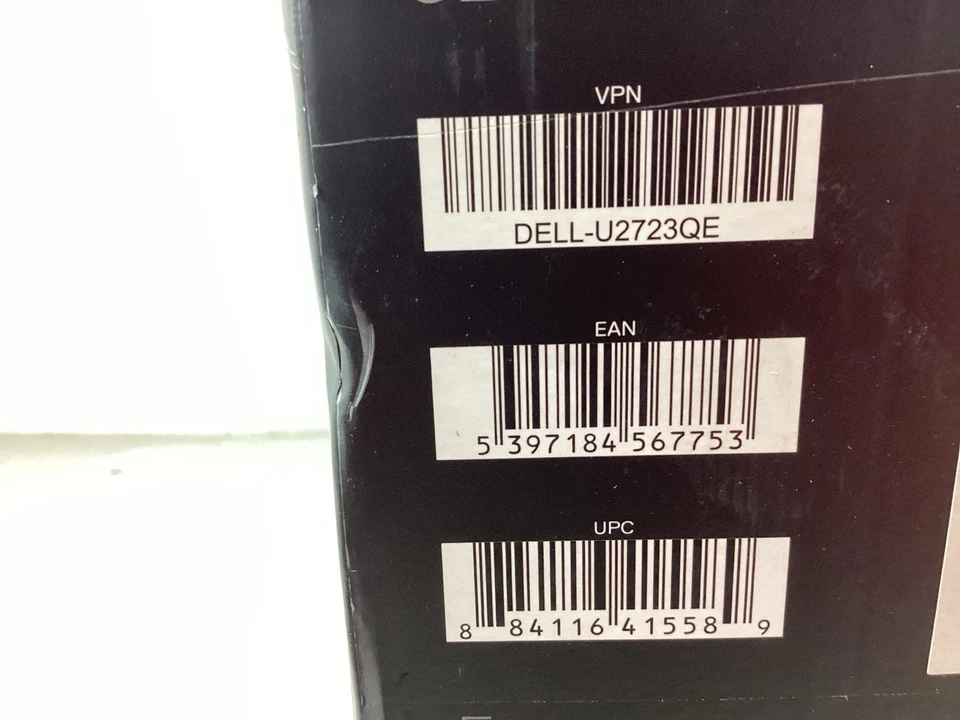 VPN
DELL-U2723QE
EAN
5 397184 567753
UPC
8 84116 41558 9